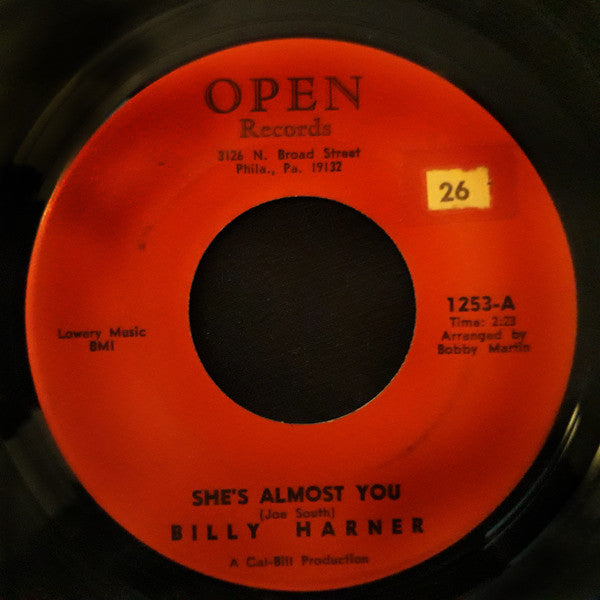 OPEN
Records
3126 N. Broad Street
Phila., Pa. 19132
26
Lowery Music
BMI
1253-A
Time: 2:23
Arranged by
Bobby Martin
SHE'S ALMOST YOU
(Joe South)
BILLY HARNER
A Cal-Bill Production